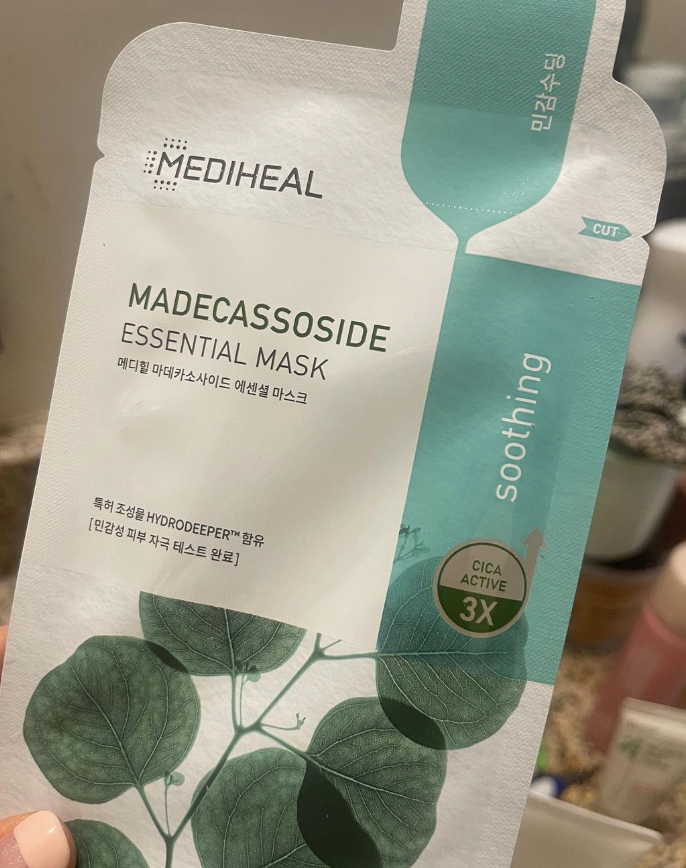 민감수딩
MEDIHEAL
CUT
MADECASSOSIDE
ESSENTIAL MASK
메디힐 마데카소사이드 에센셜 마스크
soothing
특허 조성물 HYDRODEEPER™ 함유
[민감성 피부 자극 테스트 완료]
CICA
ACTIVE
3X